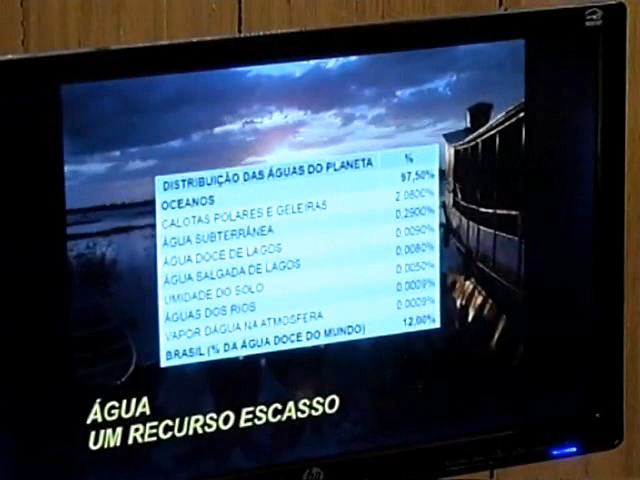 DISTRIBUIÇÃO DAS ÁGUAS DO PLANETA %
OCEANOS 97,50%
CALOTAS POLARES E GELEIRAS 2,0800%
ÁGUA SUBTERRÂNEA 0,2900%
ÁGUA DOCE DE LAGOS 0,0090%
ÁGUA SALGADA DE LAGOS 0,0080%
UMIDADE DO SOLO 0,0050%
ÁGUAS DOS RIOS 0,0009%
VAPOR DÁGUA NA ATMOSFERA 0,0009%
BRASIL (% DA ÁGUA DOCE DO MUNDO) 12,00%
ÁGUA
UM RECURSO ESCASSO
hp